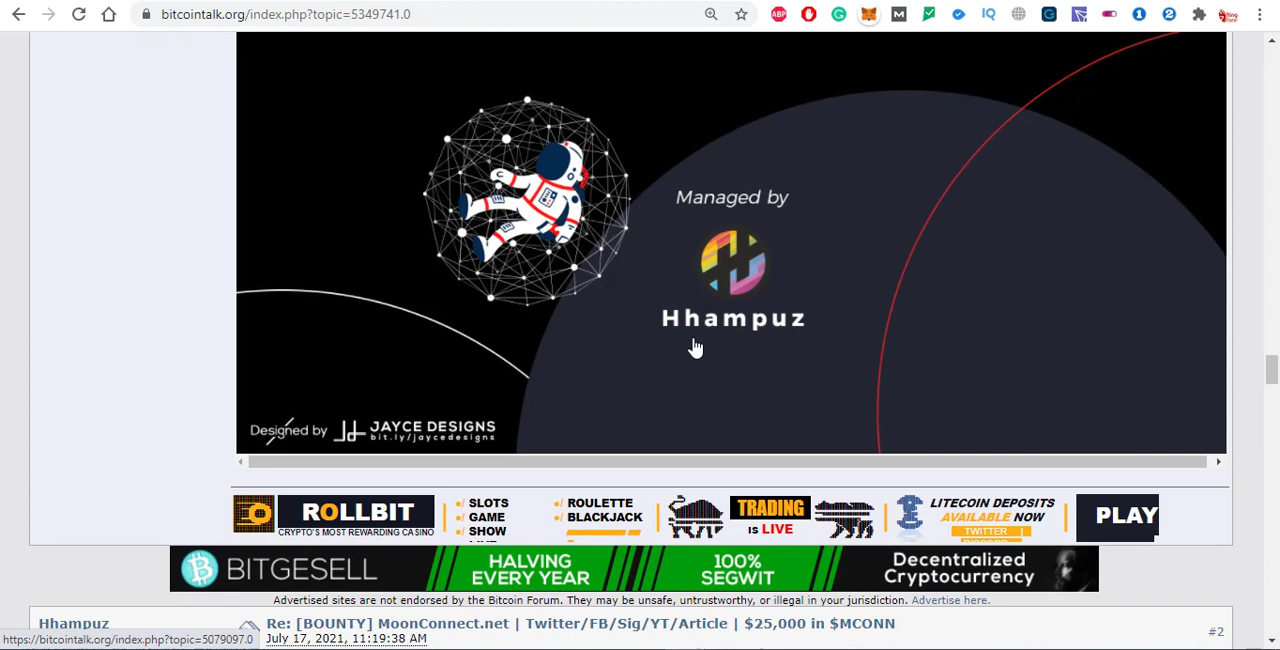 bitcointalk.org/index.php?topic=5349741.0
Managed by
Hhampuz
Designed by JAYCE DESIGNS
bit.ly/jaycedesigns
ROLLBIT
CRYPTO'S MOST REWARDING CASINO
SLOTS
GAME
SHOW
ROULETTE
BLACKJACK
TRADING
IS LIVE
LITECOIN DEPOSITS
AVAILABLE NOW
TWITTER
PLAY
BITGESELL
HALVING
EVERY YEAR
100%
SEGWIT
Decentralized
Cryptocurrency
Advertised sites are not endorsed by the Bitcoin Forum. They may be unsafe, untrustworthy, or illegal in your jurisdiction. Advertise here.
Hhampuz
Re: [BOUNTY] MoonConnect.net | Twitter/FB/Sig/YT/Article | $25,000 in $MCONN
July 17, 2021, 11:19:38 AM
#2
https://bitcointalk.org/index.php?topic=5079097.0